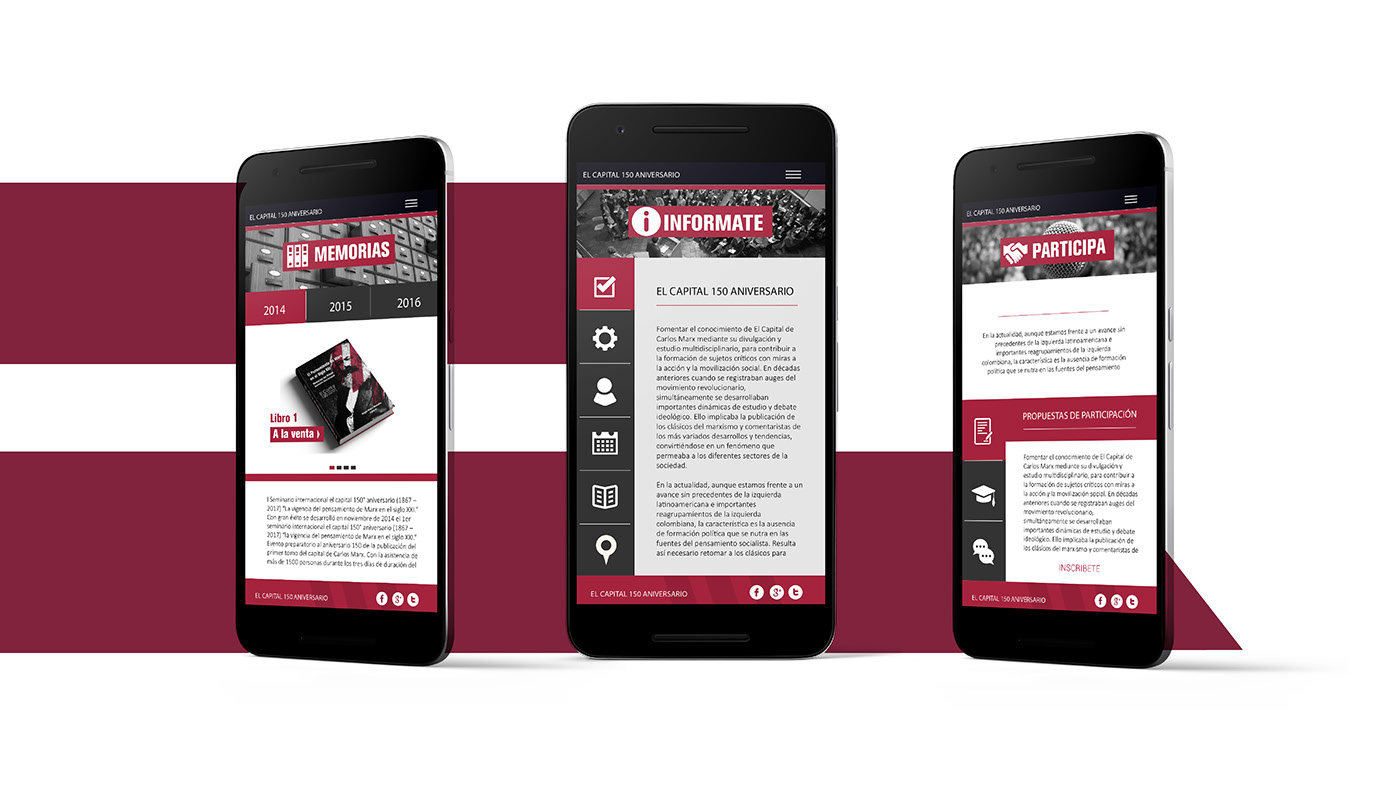 EL CAPITAL 150 ANIVERSARIO
MEMORIAS
2014 2015 2016
Libro 1
A la venta
I Seminario internacional el capital 150° aniversario (1867 –
2017) "La vigencia del pensamiento de Marx en el siglo XXI."
Con gran éxito se desarrolló en noviembre de 2014 el 1er
seminario internacional el capital 150° aniversario (1867 –
2017) "la vigencia del pensamiento de Marx en el siglo XXI."
Evento preparatorio al aniversario 150 de la publicación del
primer tomo del capital de Carlos Marx. Con la asistencia de
más de 1500 personas durante los tres días de duración del
EL CAPITAL 150 ANIVERSARIO
EL CAPITAL 150 ANIVERSARIO
INFORMATE
EL CAPITAL 150 ANIVERSARIO
Fomentar el conocimiento de El Capital de
Carlos Marx mediante su divulgación y
estudio multidisciplinario, para contribuir a
la formación de sujetos críticos con miras a
la acción y la movilización social. En décadas
anteriores cuando se registraban auges del
movimiento revolucionario,
simultáneamente se desarrollaban
importantes dinámicas de estudio y debate
ideológico. Ello implicaba la publicación de
los clásicos del marxismo y comentaristas de
los más variados desarrollos y tendencias,
convirtiéndose en un fenómeno que
permeaba a los diferentes sectores de la
sociedad.
En la actualidad, aunque estamos frente a un
avance sin precedentes de la izquierda
latinoamericana e importantes
reagrupamientos de la izquierda
colombiana, la característica es la ausencia
de formación política que se nutra en las
fuentes del pensamiento socialista. Resulta
así necesario retomar a los clásicos para
EL CAPITAL 150 ANIVERSARIO
EL CAPITAL 150 ANIVERSARIO
PARTICIPA
En la actualidad, aunque estamos frente a un avance sin
precedentes de la izquierda latinoamericana e
importantes reagrupamientos de la izquierda
colombiana, la característica es la ausencia de formación
política que se nutra en las fuentes del pensamiento
PROPUESTAS DE PARTICIPACIÓN
Fomentar el conocimiento de El Capital de
Carlos Marx mediante su divulgación y
estudio multidisciplinario, para contribuir a
la formación de sujetos críticos con miras a
la acción y la movilización social. En décadas
anteriores cuando se registraban auges del
movimiento revolucionario,
simultáneamente se desarrollaban
importantes dinámicas de estudio y debate
ideológico. Ello implicaba la publicación de
los clásicos del marxismo y comentaristas de
INSCRIBETE
EL CAPITAL 150 ANIVERSARIO